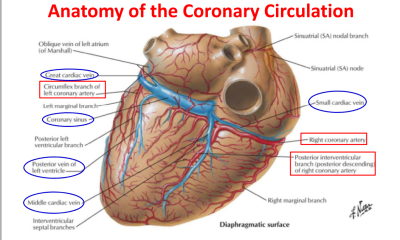 Anatomy of the Coronary Circulation
Oblique vein of left atrium
(of Marshall)
Great cardiac vein
Circumflex branch of
left coronary artery
Left marginal branch
Coronary sinus
Posterior left
ventricular branch
Posterior vein of
left ventricle
Middle cardiac vein
Interventricular
septal branches
Sinuatrial (SA) nodal branch
Sinuatrial (SA) node
Small cardiac vein
Right coronary artery
Posterior interventricular
branch (posterior descending)
of right coronary artery
Right marginal branch
Diaphragmatic surface